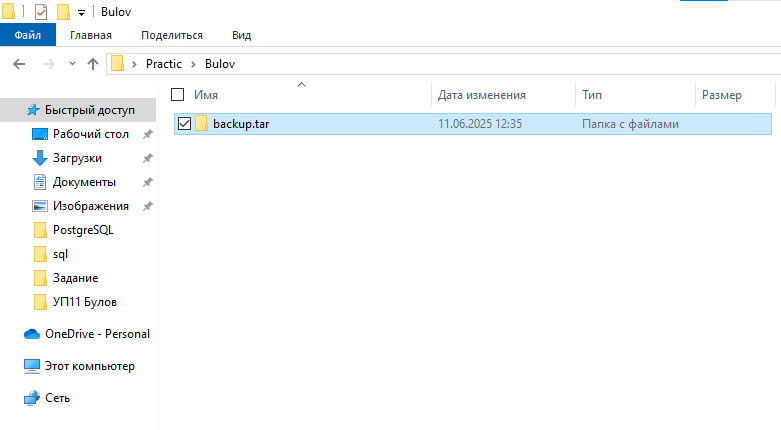 Bulov
Файл Главная Поделиться Вид
Practic Bulov
Имя Дата изменения Тип Размер
backup.tar 11.06.2025 12:35 Папка с файлами
Быстрый доступ
Рабочий стол
Загрузки
Документы
Изображения
PostgreSQL
sql
Задание
УП11 Булов
OneDrive - Personal
Этот компьютер
Сеть